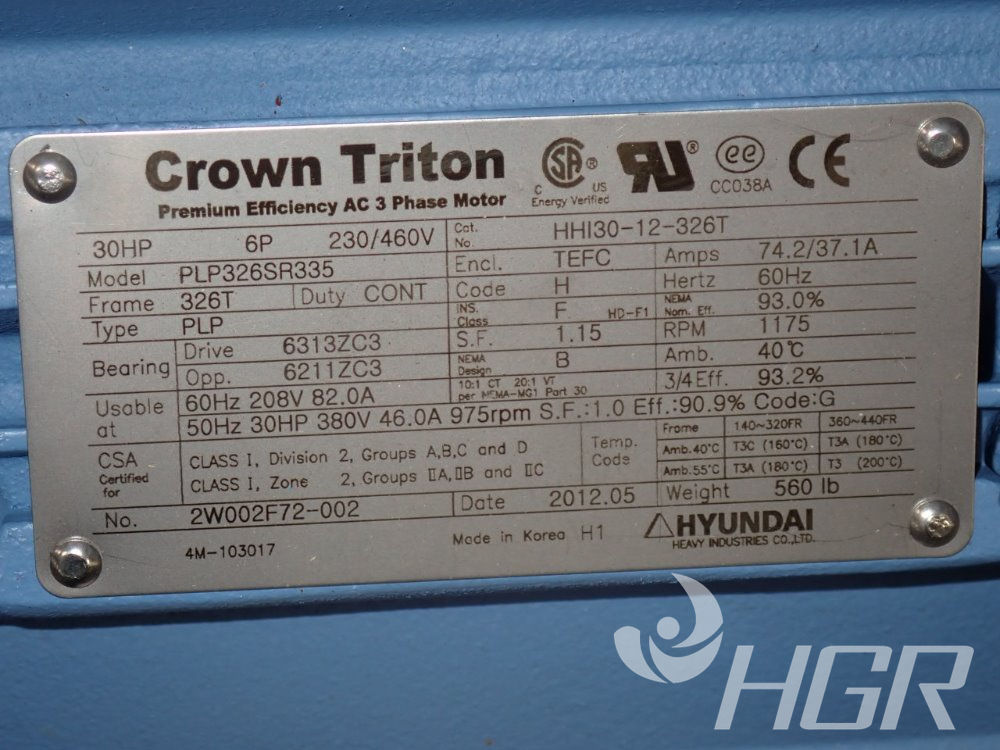 Crown Triton
Premium Efficiency AC 3 Phase Motor
SA ® C US Energy Verified
RU ®
ee CC038A
CE
30HP 6P 230/460V Cat. No. HHI30-12-326T
Model PLP326SR335 Encl. TEFC Amps 74.2/37.1A
Frame 326T Duty CONT Code H Hertz 60Hz
Type PLP INS. Class F HD-F1 NEMA Nom. Eff. 93.0%
Bearing Drive 6313ZC3 S.F. 1.15 RPM 1175
Opp. 6211ZC3 NEMA Design B Amb. 40℃
Usable at 60Hz 208V 82.0A 10:1 CT 20:1 VT per NEMA-MG1 Part 30 3/4 Eff. 93.2%
50Hz 30HP 380V 46.0A 975rpm S.F.:1.0 Eff.:90.9% Code:G
CSA Certified for CLASS I, Division 2, Groups A,B,C and D
CLASS I, Zone 2, Groups ⅡA,ⅡB and ⅡC
Temp. Code Frame 140~320FR 360~440FR
Amb.40℃ T3C (160℃) T3A (180℃)
Amb.55℃ T3A (180℃) T3 (200℃)
No. 2W002F72-002 Date 2012.05 Weight 560 lb
4M-103017 Made in Korea H1 HYUNDAI
HEAVY INDUSTRIES CO.,LTD.
HGR